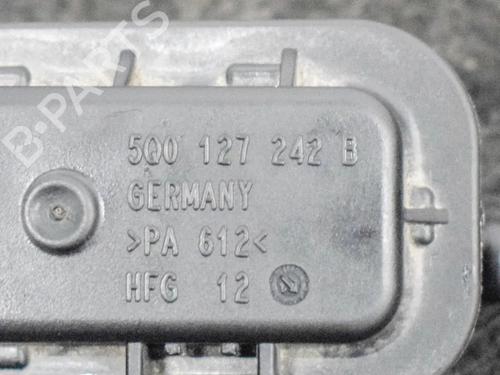 B-PARTS
5Q0 127 242 B
GERMANY
>PA 612<
HFG 12